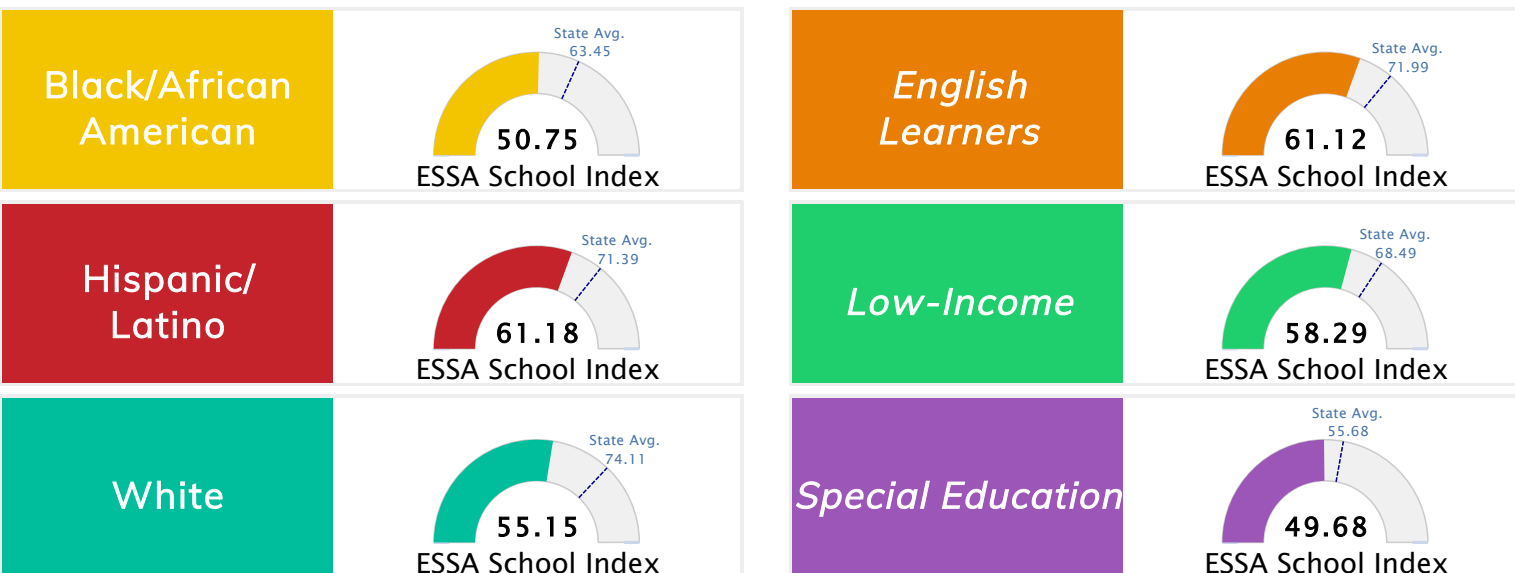 Black/African
American
State Avg.
63.45
50.75
ESSA School Index
English
Learners
State Avg.
71.99
61.12
ESSA School Index
Hispanic/
Latino
State Avg.
71.39
61.18
ESSA School Index
Low-Income
State Avg.
68.49
58.29
ESSA School Index
White
State Avg.
74.11
55.15
ESSA School Index
Special Education
State Avg.
55.68
49.68
ESSA School Index